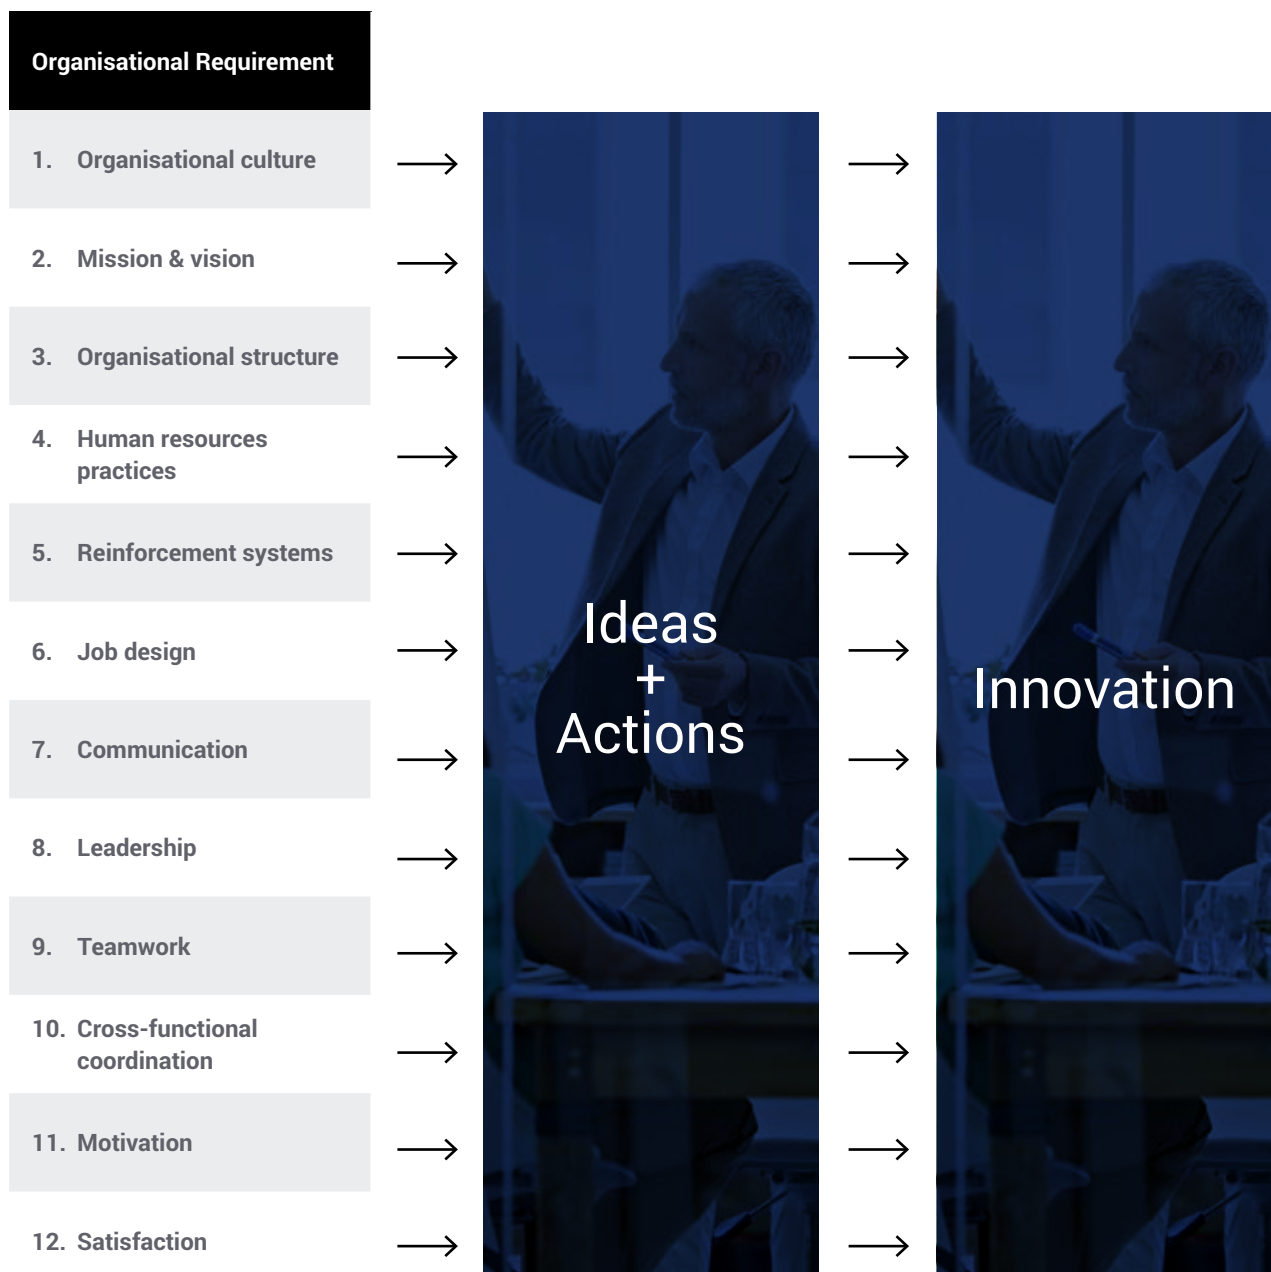 Organisational Requirement
1. Organisational culture
2. Mission & vision
3. Organisational structure
4. Human resources
practices
5. Reinforcement systems
6. Job design
7. Communication
8. Leadership
9. Teamwork
10. Cross-functional
coordination
11. Motivation
12. Satisfaction
Ideas
+
Actions
Innovation